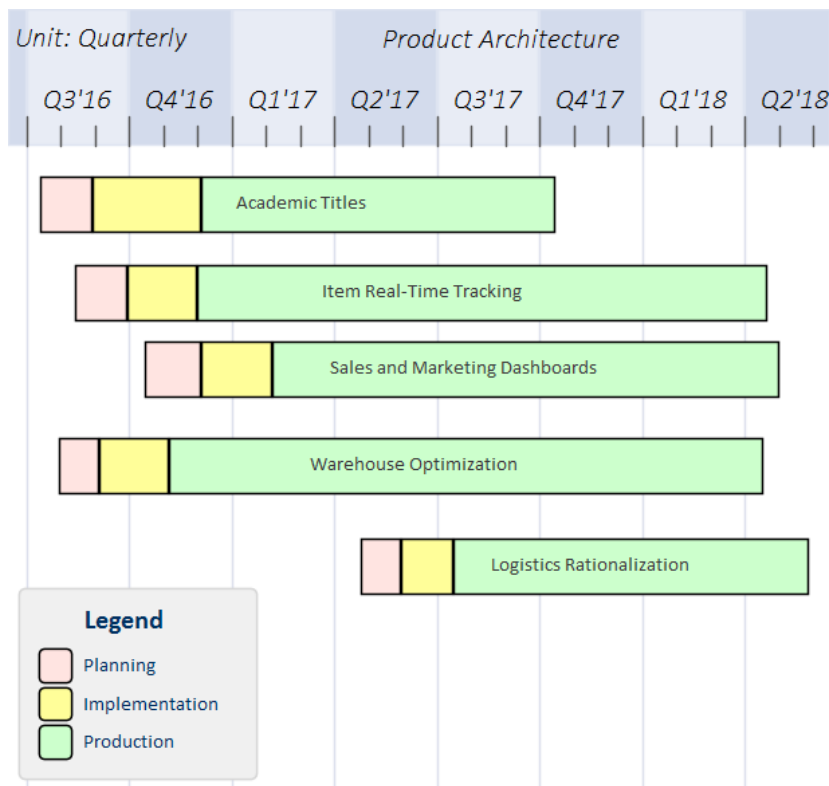 Unit: Quarterly
Product Architecture
Q3'16 Q4'16 Q1'17 Q2'17 Q3'17 Q4'17 Q1'18 Q2'18
Academic Titles
Item Real-Time Tracking
Sales and Marketing Dashboards
Warehouse Optimization
Logistics Rationalization
Legend
Planning
Implementation
Production